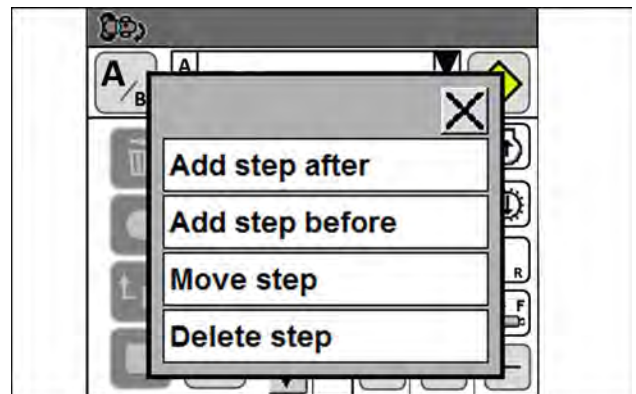 A/B
A
Add step after
Add step before
Move step
R
F
Delete step